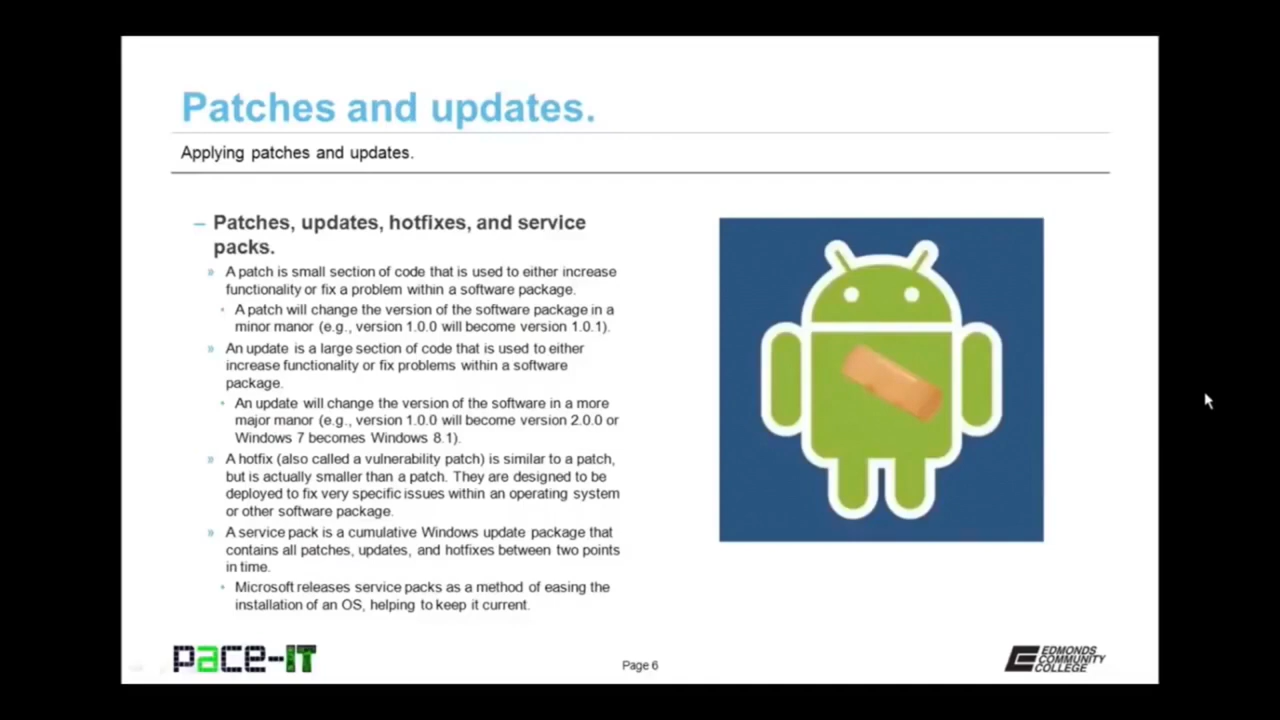 Patches and updates.
Applying patches and updates.
– Patches, updates, hotfixes, and service
packs.
» A patch is small section of code that is used to either increase
functionality or fix a problem within a software package.
• A patch will change the version of the software package in a
minor manor (e.g., version 1.0.0 will become version 1.0.1).
» An update is a large section of code that is used to either
increase functionality or fix problems within a software
package.
• An update will change the version of the software in a more
major manor (e.g., version 1.0.0 will become version 2.0.0 or
Windows 7 becomes Windows 8.1).
» A hotfix (also called a vulnerability patch) is similar to a patch,
but is actually smaller than a patch. They are designed to be
deployed to fix very specific issues within an operating system
or other software package.
» A service pack is a cumulative Windows update package that
contains all patches, updates, and hotfixes between two points
in time.
• Microsoft releases service packs as a method of easing the
installation of an OS, helping to keep it current.
pace-IT
Page 6
EDMONDS
COMMUNITY
COLLEGE